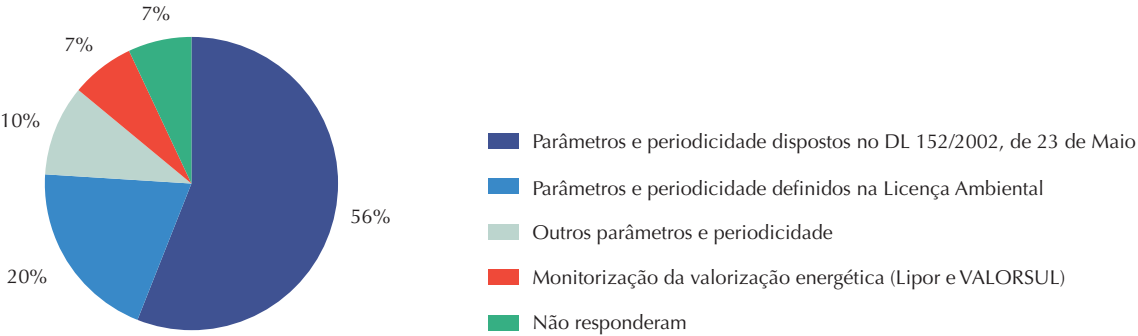 7%
7%
10%
56%
20%
Parâmetros e periodicidade dispostos no DL 152/2002, de 23 de Maio
Parâmetros e periodicidade definidos na Licença Ambiental
Outros parâmetros e periodicidade
Monitorização da valorização energética (Lipor e VALORSUL)
Não responderam